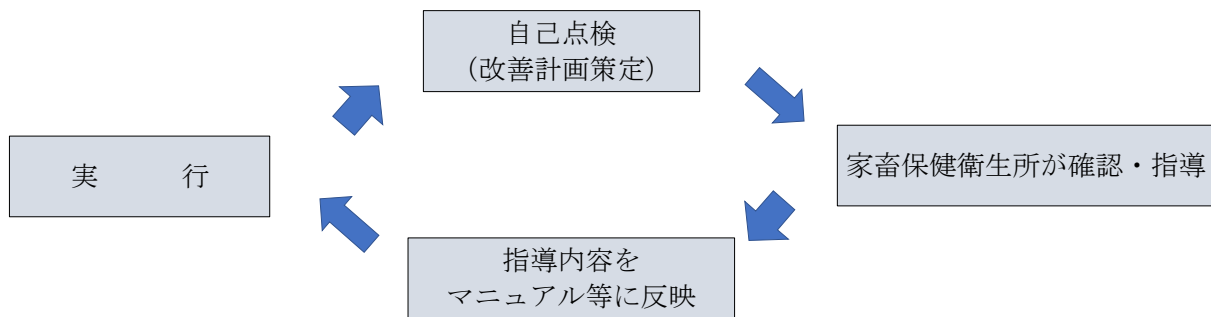 自己点検
（改善計画策定）
家畜保健衛生所が確認・指導
実　　　行
指導内容を
マニュアル等に反映